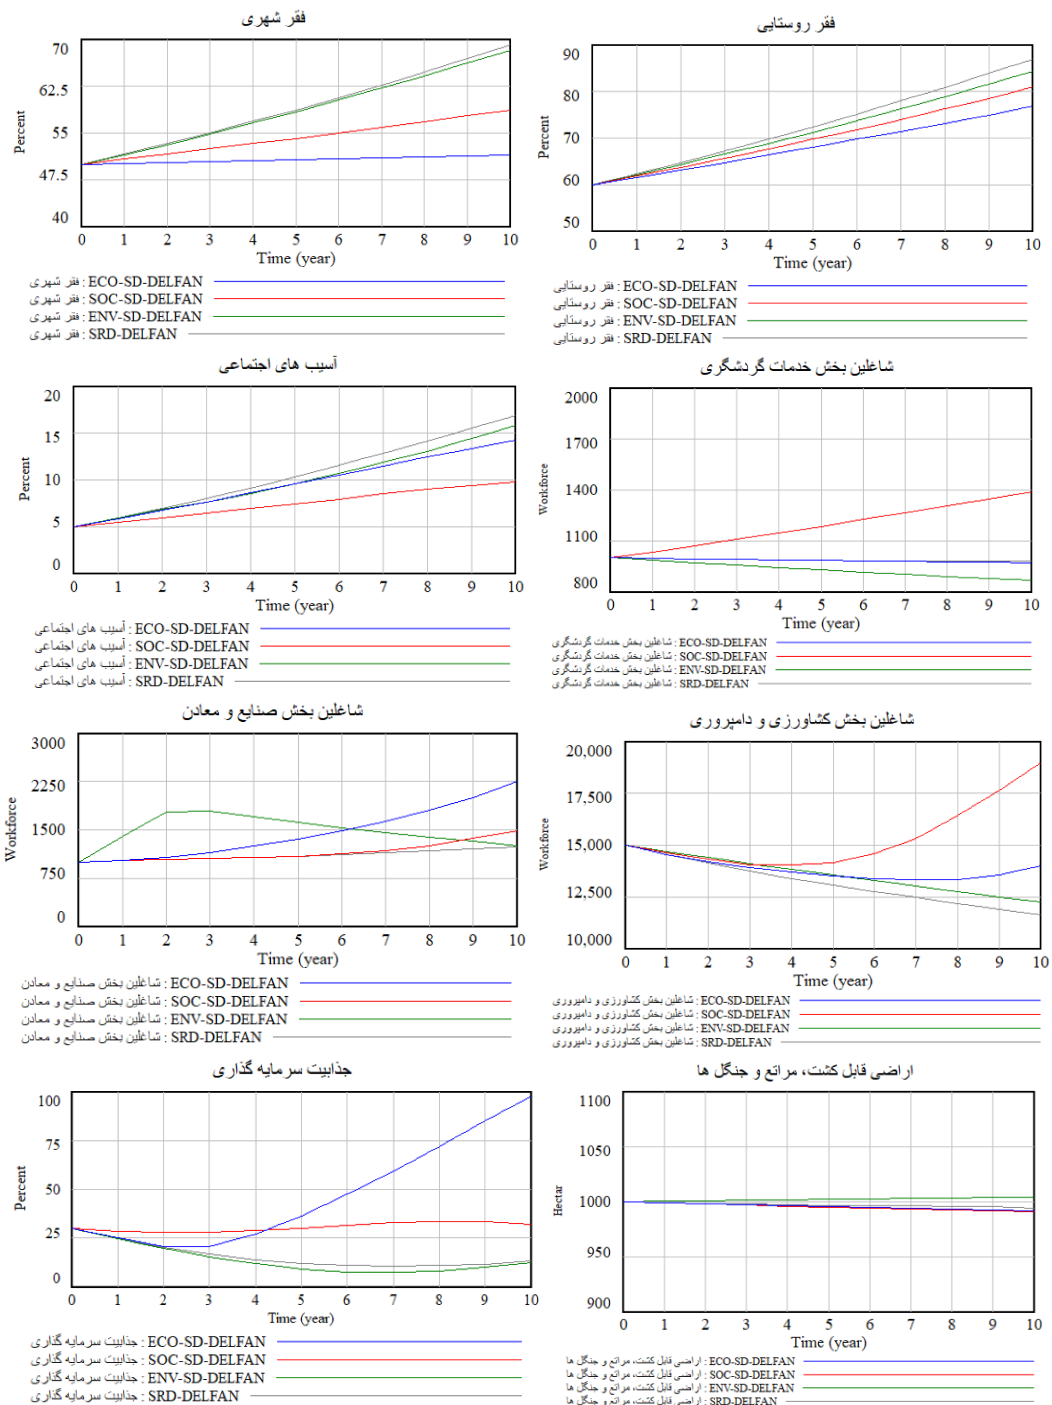 فقر شهری
70
62.5
55
47.5
40
Percent
0 1 2 3 4 5 6 7 8 9 10
Time (year)
فقر شهری : ECO-SD-DELFAN
فقر شهری : SOC-SD-DELFAN
فقر شهری : ENV-SD-DELFAN
فقر شهری : SRD-DELFAN
فقر روستایی
90
80
70
60
50
Percent
0 1 2 3 4 5 6 7 8 9 10
Time (year)
فقر روستایی : ECO-SD-DELFAN
فقر روستایی : SOC-SD-DELFAN
فقر روستایی : ENV-SD-DELFAN
فقر روستایی : SRD-DELFAN
آسیب های اجتماعی
20
15
10
5
0
Percent
0 1 2 3 4 5 6 7 8 9 10
Time (year)
آسیب های اجتماعی : ECO-SD-DELFAN
آسیب های اجتماعی : SOC-SD-DELFAN
آسیب های اجتماعی : ENV-SD-DELFAN
آسیب های اجتماعی : SRD-DELFAN
شاغلین بخش خدمات گردشگری
2000
1700
1400
1100
800
Workforce
0 1 2 3 4 5 6 7 8 9 10
Time (year)
شاغلین بخش خدمات گردشگری : ECO-SD-DELFAN
شاغلین بخش خدمات گردشگری : SOC-SD-DELFAN
شاغلین بخش خدمات گردشگری : ENV-SD-DELFAN
شاغلین بخش خدمات گردشگری : SRD-DELFAN
شاغلین بخش صنایع و معادن
3000
2250
1500
750
0
Workforce
0 1 2 3 4 5 6 7 8 9 10
Time (year)
شاغلین بخش صنایع و معادن : ECO-SD-DELFAN
شاغلین بخش صنایع و معادن : SOC-SD-DELFAN
شاغلین بخش صنایع و معادن : ENV-SD-DELFAN
شاغلین بخش صنایع و معادن : SRD-DELFAN
شاغلین بخش کشاورزی و دامپروری
20,000
17,500
15,000
12,500
10,000
Workforce
0 1 2 3 4 5 6 7 8 9 10
Time (year)
شاغلین بخش کشاورزی و دامپروری : ECO-SD-DELFAN
شاغلین بخش کشاورزی و دامپروری : SOC-SD-DELFAN
شاغلین بخش کشاورزی و دامپروری : ENV-SD-DELFAN
شاغلین بخش کشاورزی و دامپروری : SRD-DELFAN
جذابیت سرمایه گذاری
100
75
50
25
0
Percent
0 1 2 3 4 5 6 7 8 9 10
Time (year)
جذابیت سرمایه گذاری : ECO-SD-DELFAN
جذابیت سرمایه گذاری : SOC-SD-DELFAN
جذابیت سرمایه گذاری : ENV-SD-DELFAN
جذابیت سرمایه گذاری : SRD-DELFAN
اراضی قابل کشت، مراتع و جنگل ها
1100
1050
1000
950
900
Hectar
0 1 2 3 4 5 6 7 8 9 10
Time (year)
اراضی قابل کشت، مراتع و جنگل ها : ECO-SD-DELFAN
اراضی قابل کشت، مراتع و جنگل ها : SOC-SD-DELFAN
اراضی قابل کشت، مراتع و جنگل ها : ENV-SD-DELFAN
اراضی قابل کشت، مراتع و جنگل ها : SRD-DELFAN